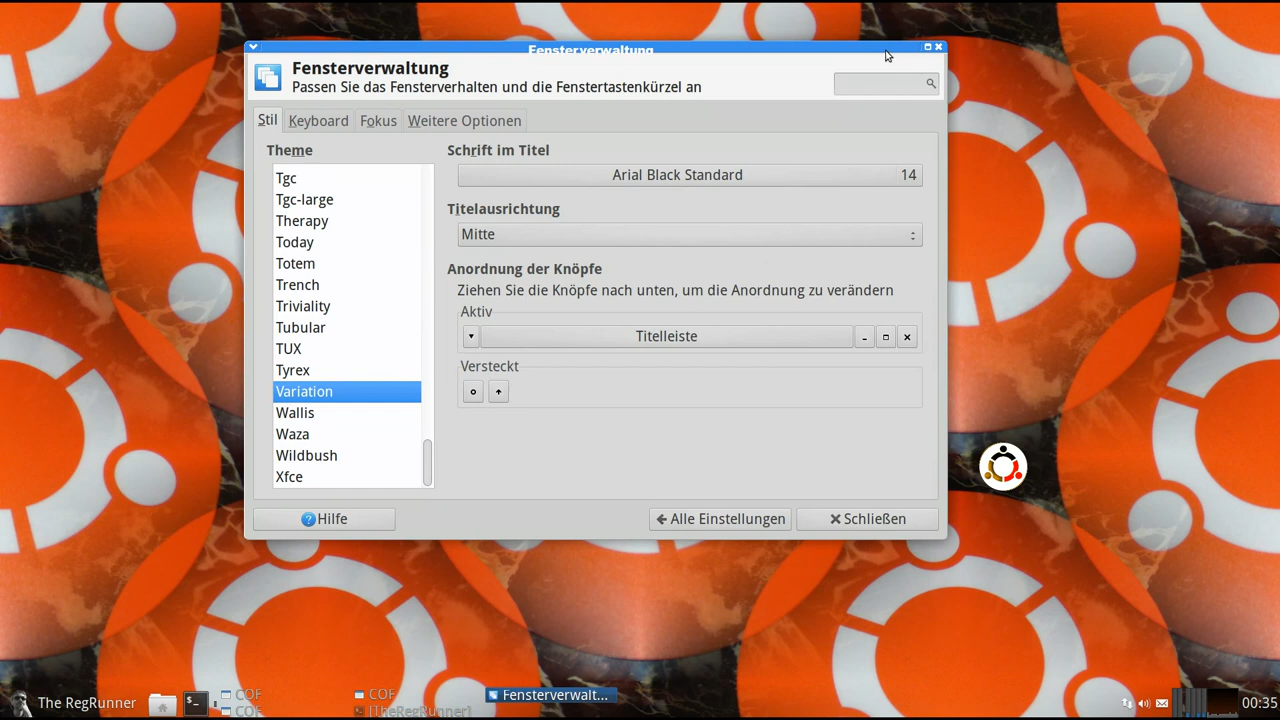 Fensterverwaltung
Fensterverwaltung
Passen Sie das Fensterverhalten und die Fenstertastenkürzel an
Stil Keyboard Fokus Weitere Optionen
Theme
Tgc
Tgc-large
Therapy
Today
Totem
Trench
Triviality
Tubular
TUX
Tyrex
Variation
Wallis
Waza
Wildbush
Xfce
Schrift im Titel
Arial Black Standard 14
Titelausrichtung
Mitte
Anordnung der Knöpfe
Ziehen Sie die Knöpfe nach unten, um die Anordnung zu verändern
Aktiv
Titelleiste
Versteckt
Hilfe
Alle Einstellungen
Schließen
The RegRunner
COF
COF
COF
[TheRegRunner]
Fensterverwalt...
00:35